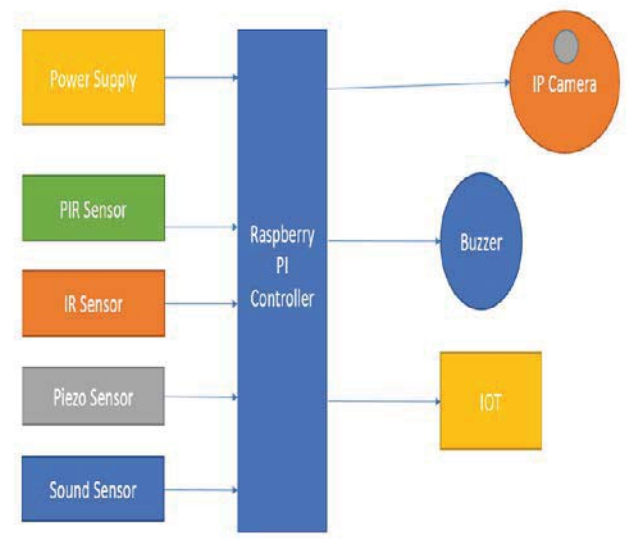 Power Supply
PIR Sensor
IR Sensor
Piezo Sensor
Sound Sensor
Raspberry
PI
Controller
IP Camera
Buzzer
IOT